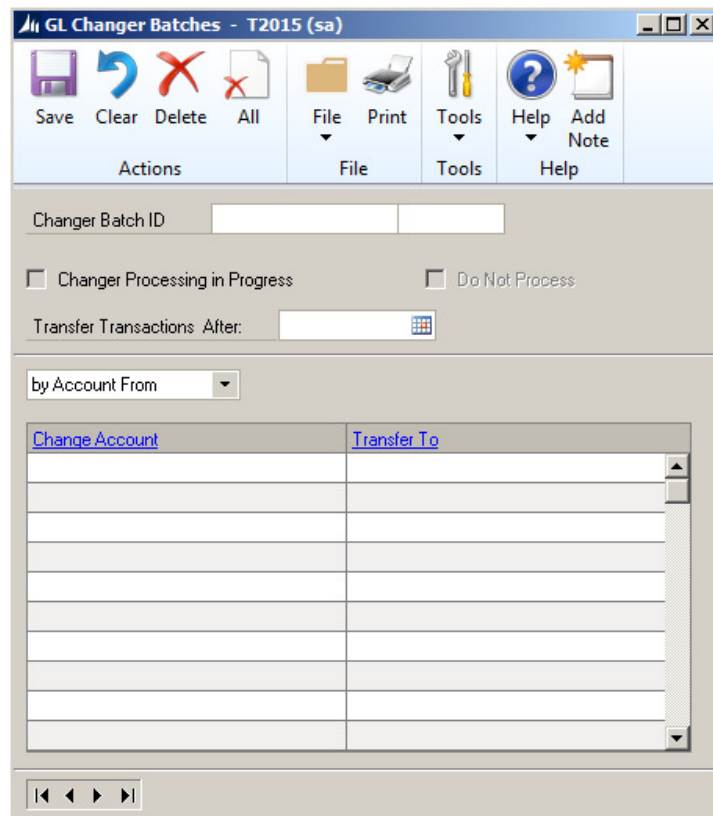 GL Changer Batches - T2015 (sa)
Save Clear Delete All File Print Tools Help Add Note
Actions File Tools Help
Changer Batch ID
Changer Processing in Progress Do Not Process
Transfer Transactions After:
by Account From
Change Account Transfer To